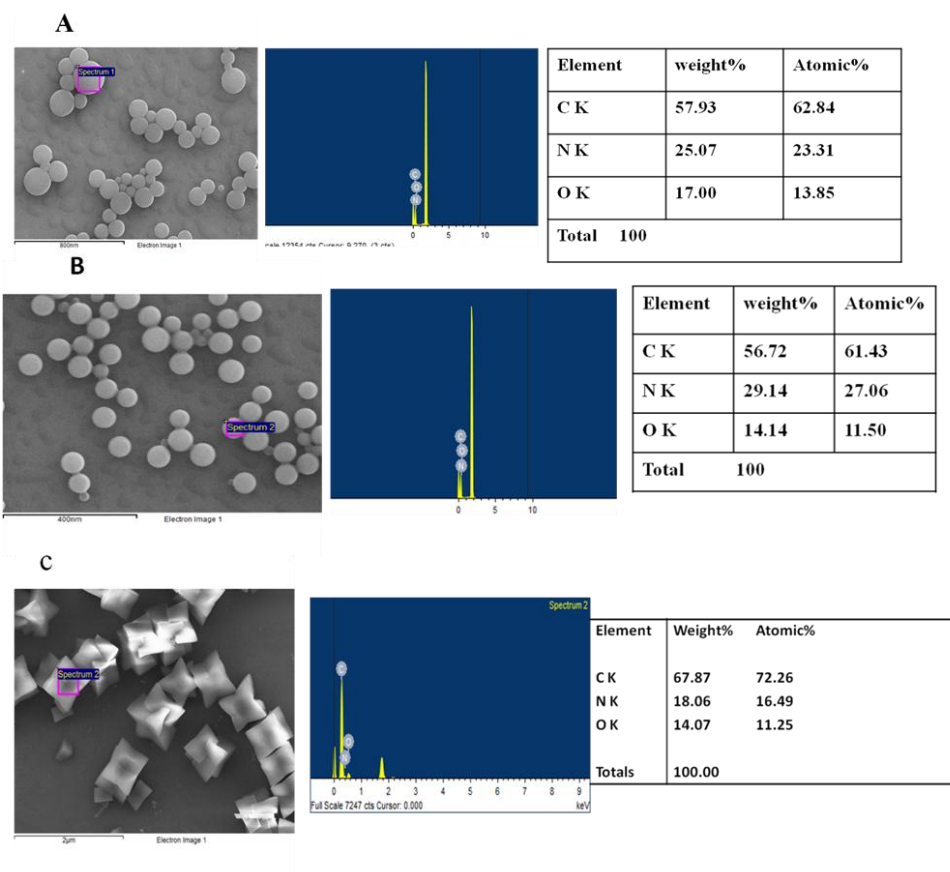 A
Spectrum 1
800nm Electron Image 1
C
O
N
0 5 10
cale 12354 cts Cursor: 9.270 (3 cts)
Element weight% Atomic%
C K 57.93 62.84
N K 25.07 23.31
O K 17.00 13.85
Total 100
B
Spectrum 2
400nm Electron Image 1
C
O
N
0 5 10
Element weight% Atomic%
C K 56.72 61.43
N K 29.14 27.06
O K 14.14 11.50
Total 100
C
Spectrum 2
2µm Electron Image 1
Spectrum 2
C
O
N
0 1 2 3 4 5 6 7 8 9
Full Scale 7247 cts Cursor: 0.000 keV
Element Weight% Atomic%
C K 67.87 72.26
N K 18.06 16.49
O K 14.07 11.25
Totals 100.00